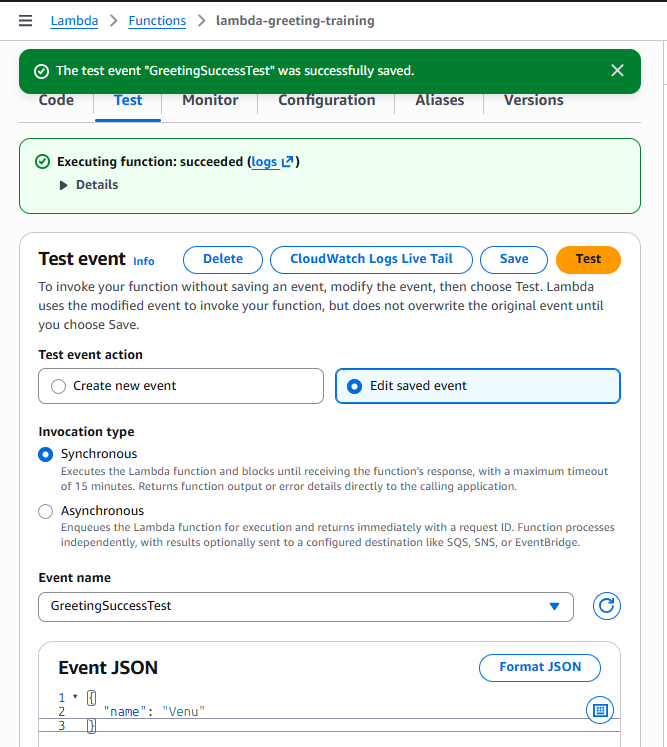 Lambda > Functions > lambda-greeting-training
The test event "GreetingSuccessTest" was successfully saved.
Code Test Monitor Configuration Aliases Versions
Executing function: succeeded (logs)
Details
Test event Info Delete CloudWatch Logs Live Tail Save Test
To invoke your function without saving an event, modify the event, then choose Test. Lambda
uses the modified event to invoke your function, but does not overwrite the original event until
you choose Save.
Test event action
Create new event Edit saved event
Invocation type
Synchronous
Executes the Lambda function and blocks until receiving the function's response, with a maximum timeout
of 15 minutes. Returns function output or error details directly to the calling application.
Asynchronous
Enqueues the Lambda function for execution and returns immediately with a request ID. Function processes
independently, with results optionally sent to a configured destination like SQS, SNS, or EventBridge.
Event name
GreetingSuccessTest
Event JSON Format JSON
1 {
2 "name": "Venu"
3 }